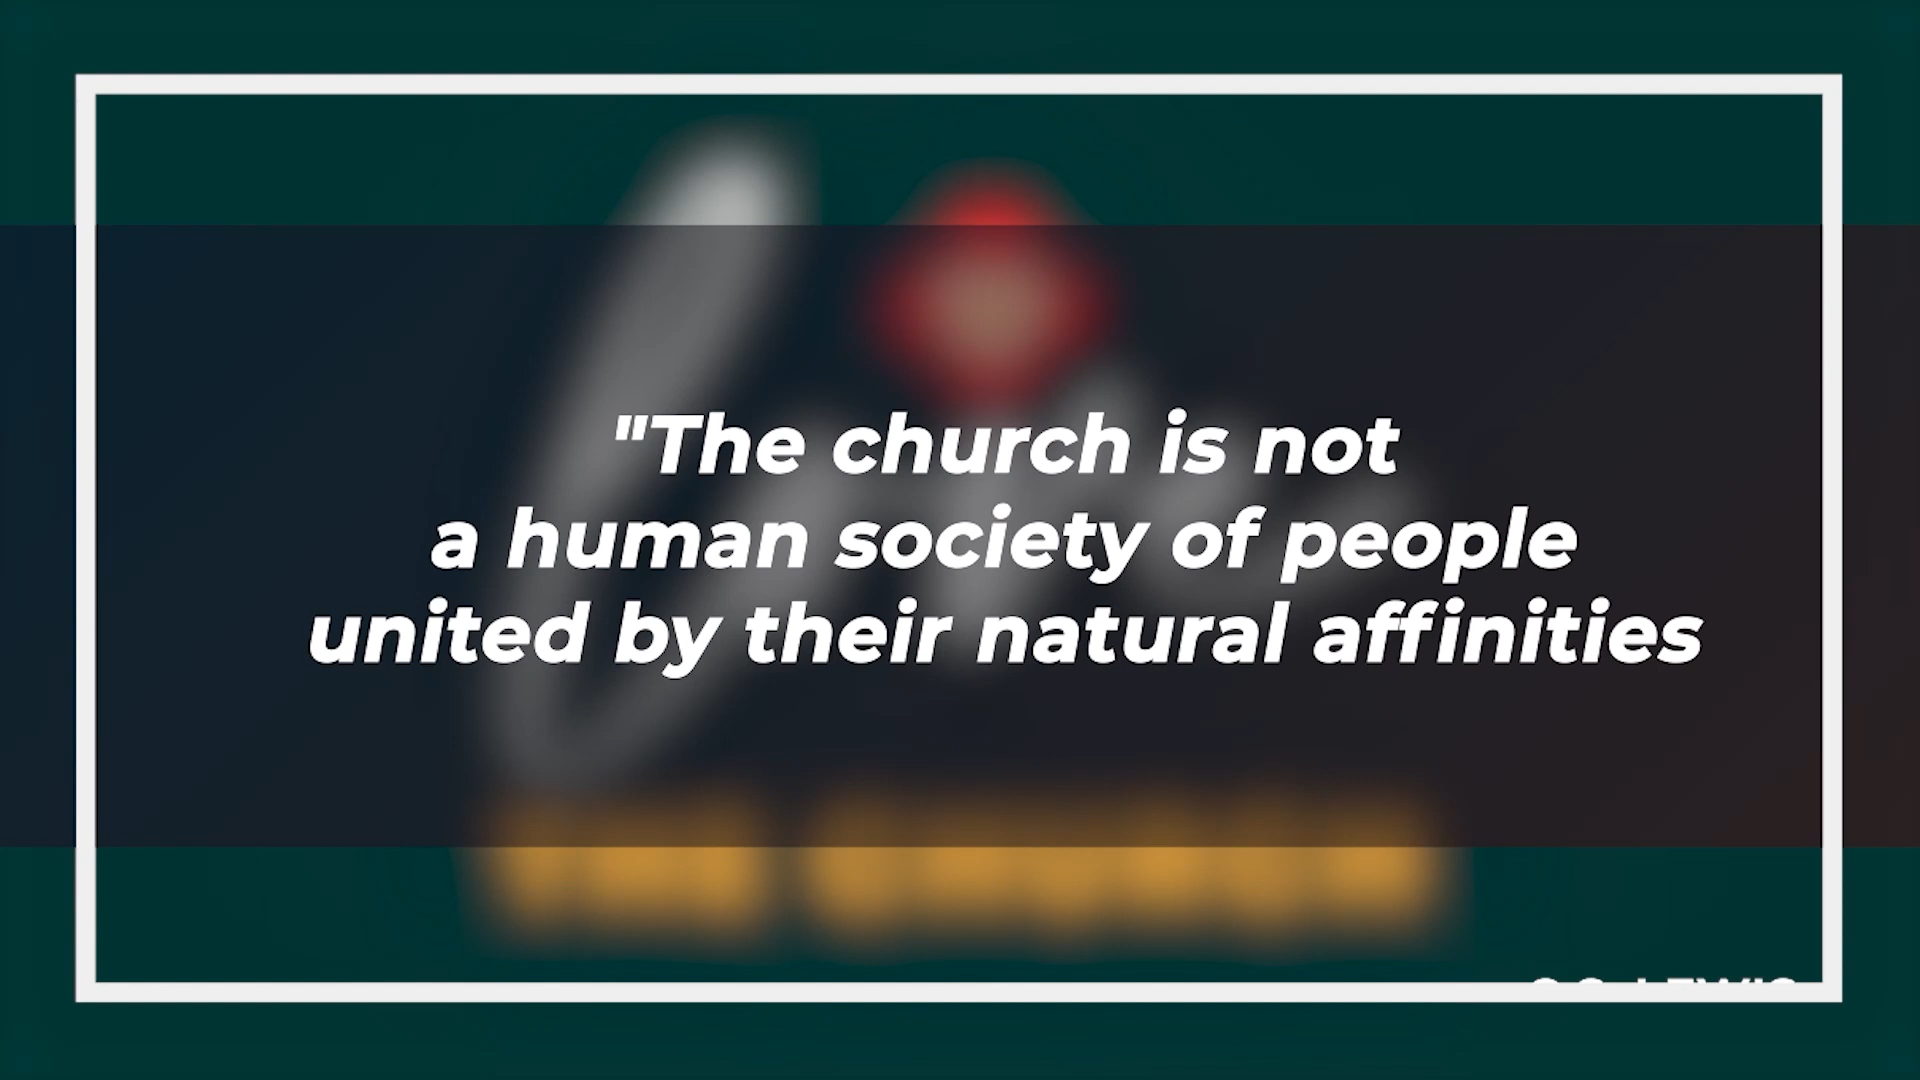 "The church is not
a human society of people
united by their natural affinities